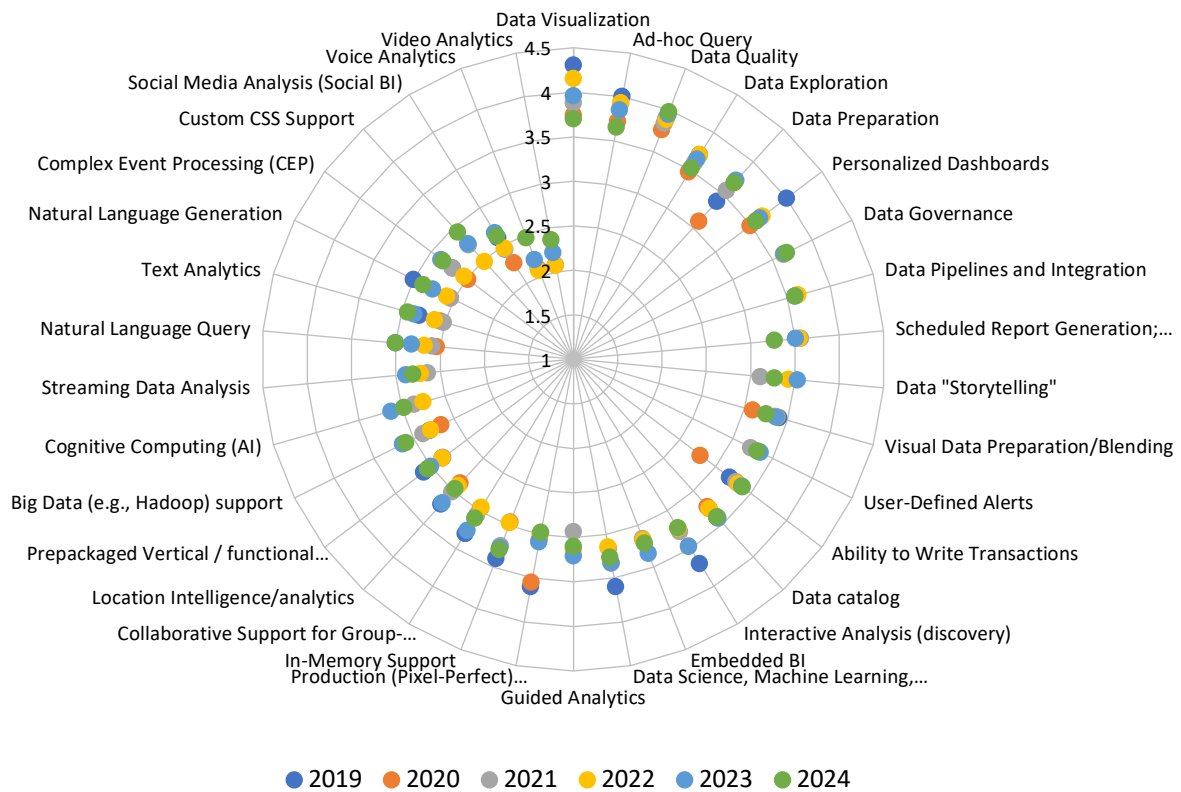 Data Visualization
Ad-hoc Query
Data Quality
Data Exploration
Data Preparation
Personalized Dashboards
Data Governance
Data Pipelines and Integration
Scheduled Report Generation;...
Data "Storytelling"
Visual Data Preparation/Blending
User-Defined Alerts
Ability to Write Transactions
Data catalog
Interactive Analysis (discovery)
Embedded BI
Data Science, Machine Learning,...
Guided Analytics
Production (Pixel-Perfect)...
In-Memory Support
Collaborative Support for Group-...
Location Intelligence/analytics
Prepackaged Vertical / functional...
Big Data (e.g., Hadoop) support
Cognitive Computing (AI)
Streaming Data Analysis
Natural Language Query
Text Analytics
Natural Language Generation
Complex Event Processing (CEP)
Custom CSS Support
Social Media Analysis (Social BI)
Voice Analytics
Video Analytics
4.5
4
3.5
3
2.5
2
1.5
1
2019 2020 2021 2022 2023 2024